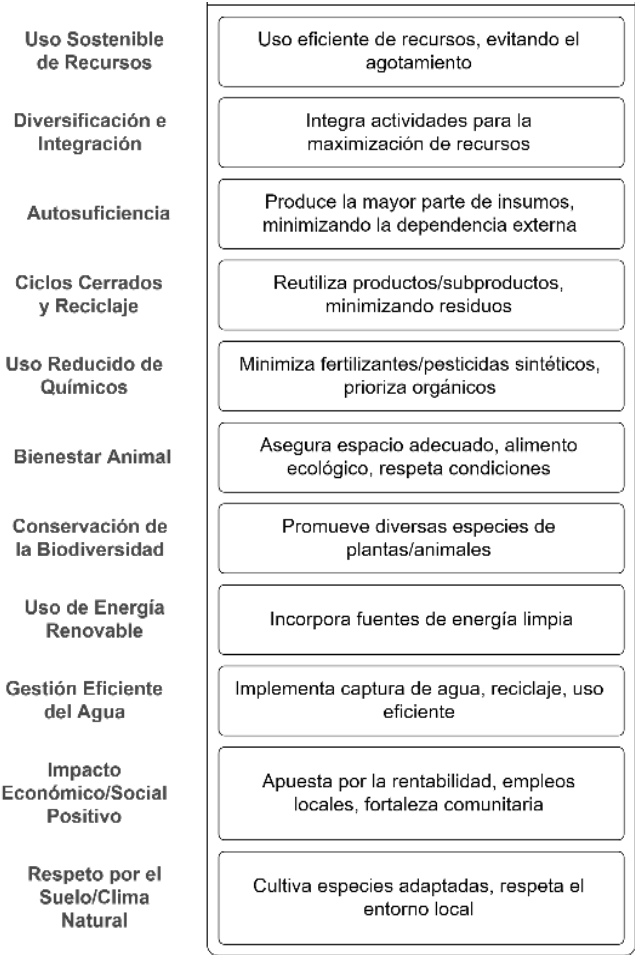 Uso Sostenible
de Recursos
Uso eficiente de recursos, evitando el
agotamiento
Diversificación e
Integración
Integra actividades para la
maximización de recursos
Autosuficiencia
Produce la mayor parte de insumos,
minimizando la dependencia externa
Ciclos Cerrados
y Reciclaje
Reutiliza productos/subproductos,
minimizando residuos
Uso Reducido de
Químicos
Minimiza fertilizantes/pesticidas sintéticos,
prioriza orgánicos
Bienestar Animal
Asegura espacio adecuado, alimento
ecológico, respeta condiciones
Conservación de
la Biodiversidad
Promueve diversas especies de
plantas/animales
Uso de Energía
Renovable
Incorpora fuentes de energía limpia
Gestión Eficiente
del Agua
Implementa captura de agua, reciclaje, uso
eficiente
Impacto
Económico/Social
Positivo
Apuesta por la rentabilidad, empleos
locales, fortaleza comunitaria
Respeto por el
Suelo/Clima
Natural
Cultiva especies adaptadas, respeta el
entorno local